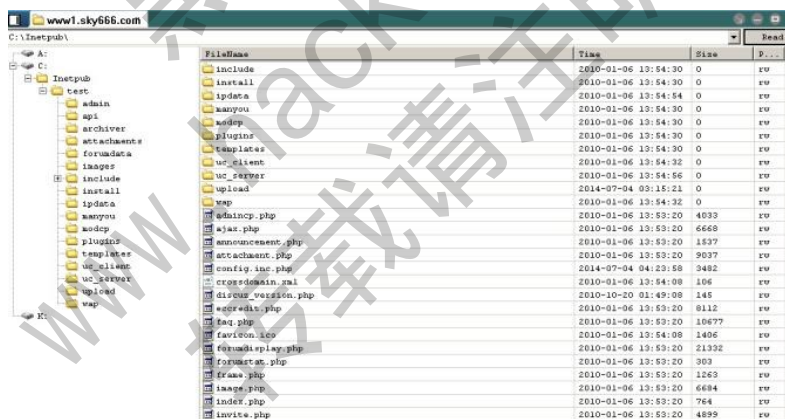 www1.sky666.com
C:\Inetpub\ Read
A:
C:
Inetpub
test
admin
api
archiver
attachments
forumdata
images
include
install
ipdata
manyou
modcp
plugins
templates
uc_client
uc_server
upload
wap
K:
FileName Time Size P...
include 2010-01-06 13:54:30 0 rw
install 2010-01-06 13:54:30 0 rw
ipdata 2010-01-06 13:54:54 0 rw
manyou 2010-01-06 13:54:30 0 rw
modcp 2010-01-06 13:54:30 0 rw
plugins 2010-01-06 13:54:30 0 rw
templates 2010-01-06 13:54:30 0 rw
uc_client 2010-01-06 13:54:32 0 rw
uc_server 2010-01-06 13:54:56 0 rw
upload 2014-07-04 03:15:21 0 rw
wap 2010-01-06 13:54:32 0 rw
admincp.php 2010-01-06 13:53:20 4033 rw
ajax.php 2010-01-06 13:53:20 6668 rw
announcement.php 2010-01-06 13:53:20 1537 rw
attachment.php 2010-01-06 13:53:20 9037 rw
config.inc.php 2014-07-04 04:23:58 3482 rw
crossdomain.xml 2010-01-06 13:54:08 106 rw
discuz_version.php 2010-10-20 01:49:08 145 rw
eccredit.php 2010-01-06 13:53:20 8112 rw
faq.php 2010-01-06 13:53:20 10677 rw
favicon.ico 2010-01-06 13:54:08 1406 rw
forumdisplay.php 2010-01-06 13:53:20 21332 rw
forumstat.php 2010-01-06 13:53:20 303 rw
frame.php 2010-01-06 13:53:20 1263 rw
image.php 2010-01-06 13:53:20 6684 rw
index.php 2010-01-06 13:53:20 764 rw
invite.php 2010-01-06 13:53:20 4899 rw
www.hack
转载请注